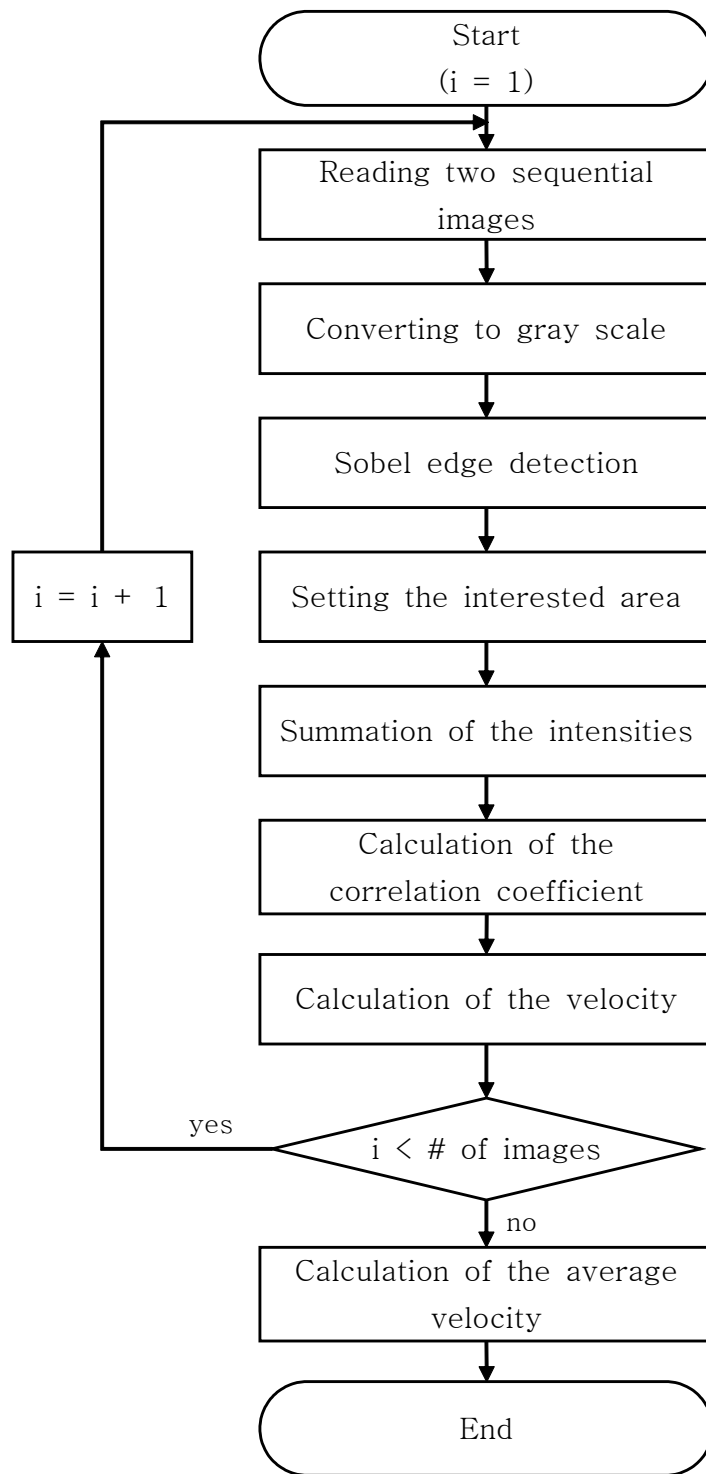 Start
(i = 1)
Reading two sequential
images
Converting to gray scale
Sobel edge detection
i = i + 1
Setting the interested area
Summation of the intensities
Calculation of the
correlation coefficient
Calculation of the velocity
yes
i < # of images
no
Calculation of the average
velocity
End